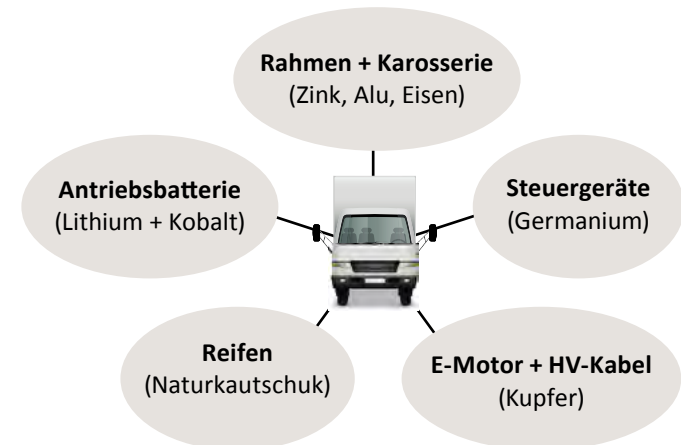 Rahmen + Karosserie
(Zink, Alu, Eisen)
Antriebsbatterie
(Lithium + Kobalt)
Steuergeräte
(Germanium)
Reifen
(Naturkautschuk)
E-Motor + HV-Kabel
(Kupfer)